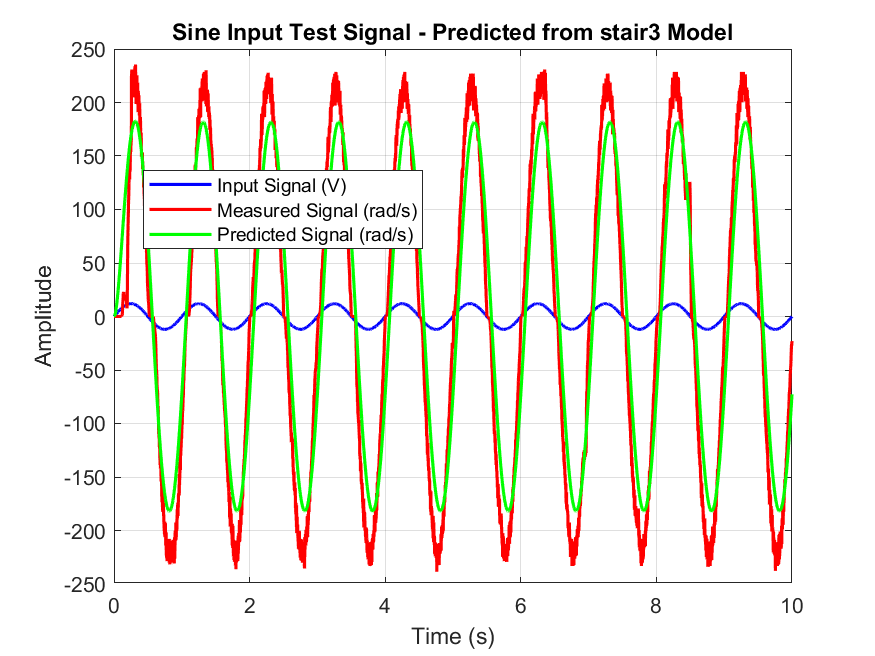 Sine Input Test Signal - Predicted from stair3 Model
250
200
150
100
50
0
-50
-100
-150
-200
-250
Amplitude
Input Signal (V)
Measured Signal (rad/s)
Predicted Signal (rad/s)
0 2 4 6 8 10
Time (s)